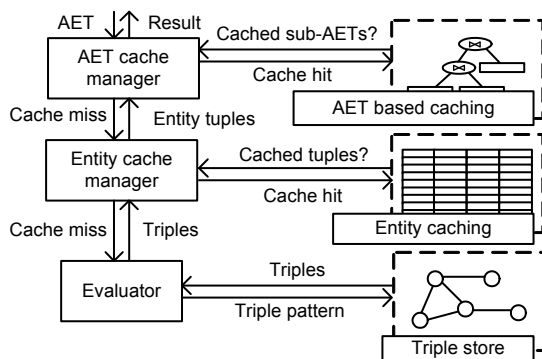 AET
Result
AET cache
manager
Cached sub-AETs?
Cache hit
AET based caching
Cache miss
Entity tuples
Entity cache
manager
Cached tuples?
Cache hit
Entity caching
Cache miss
Triples
Evaluator
Triples
Triple pattern
Triple store